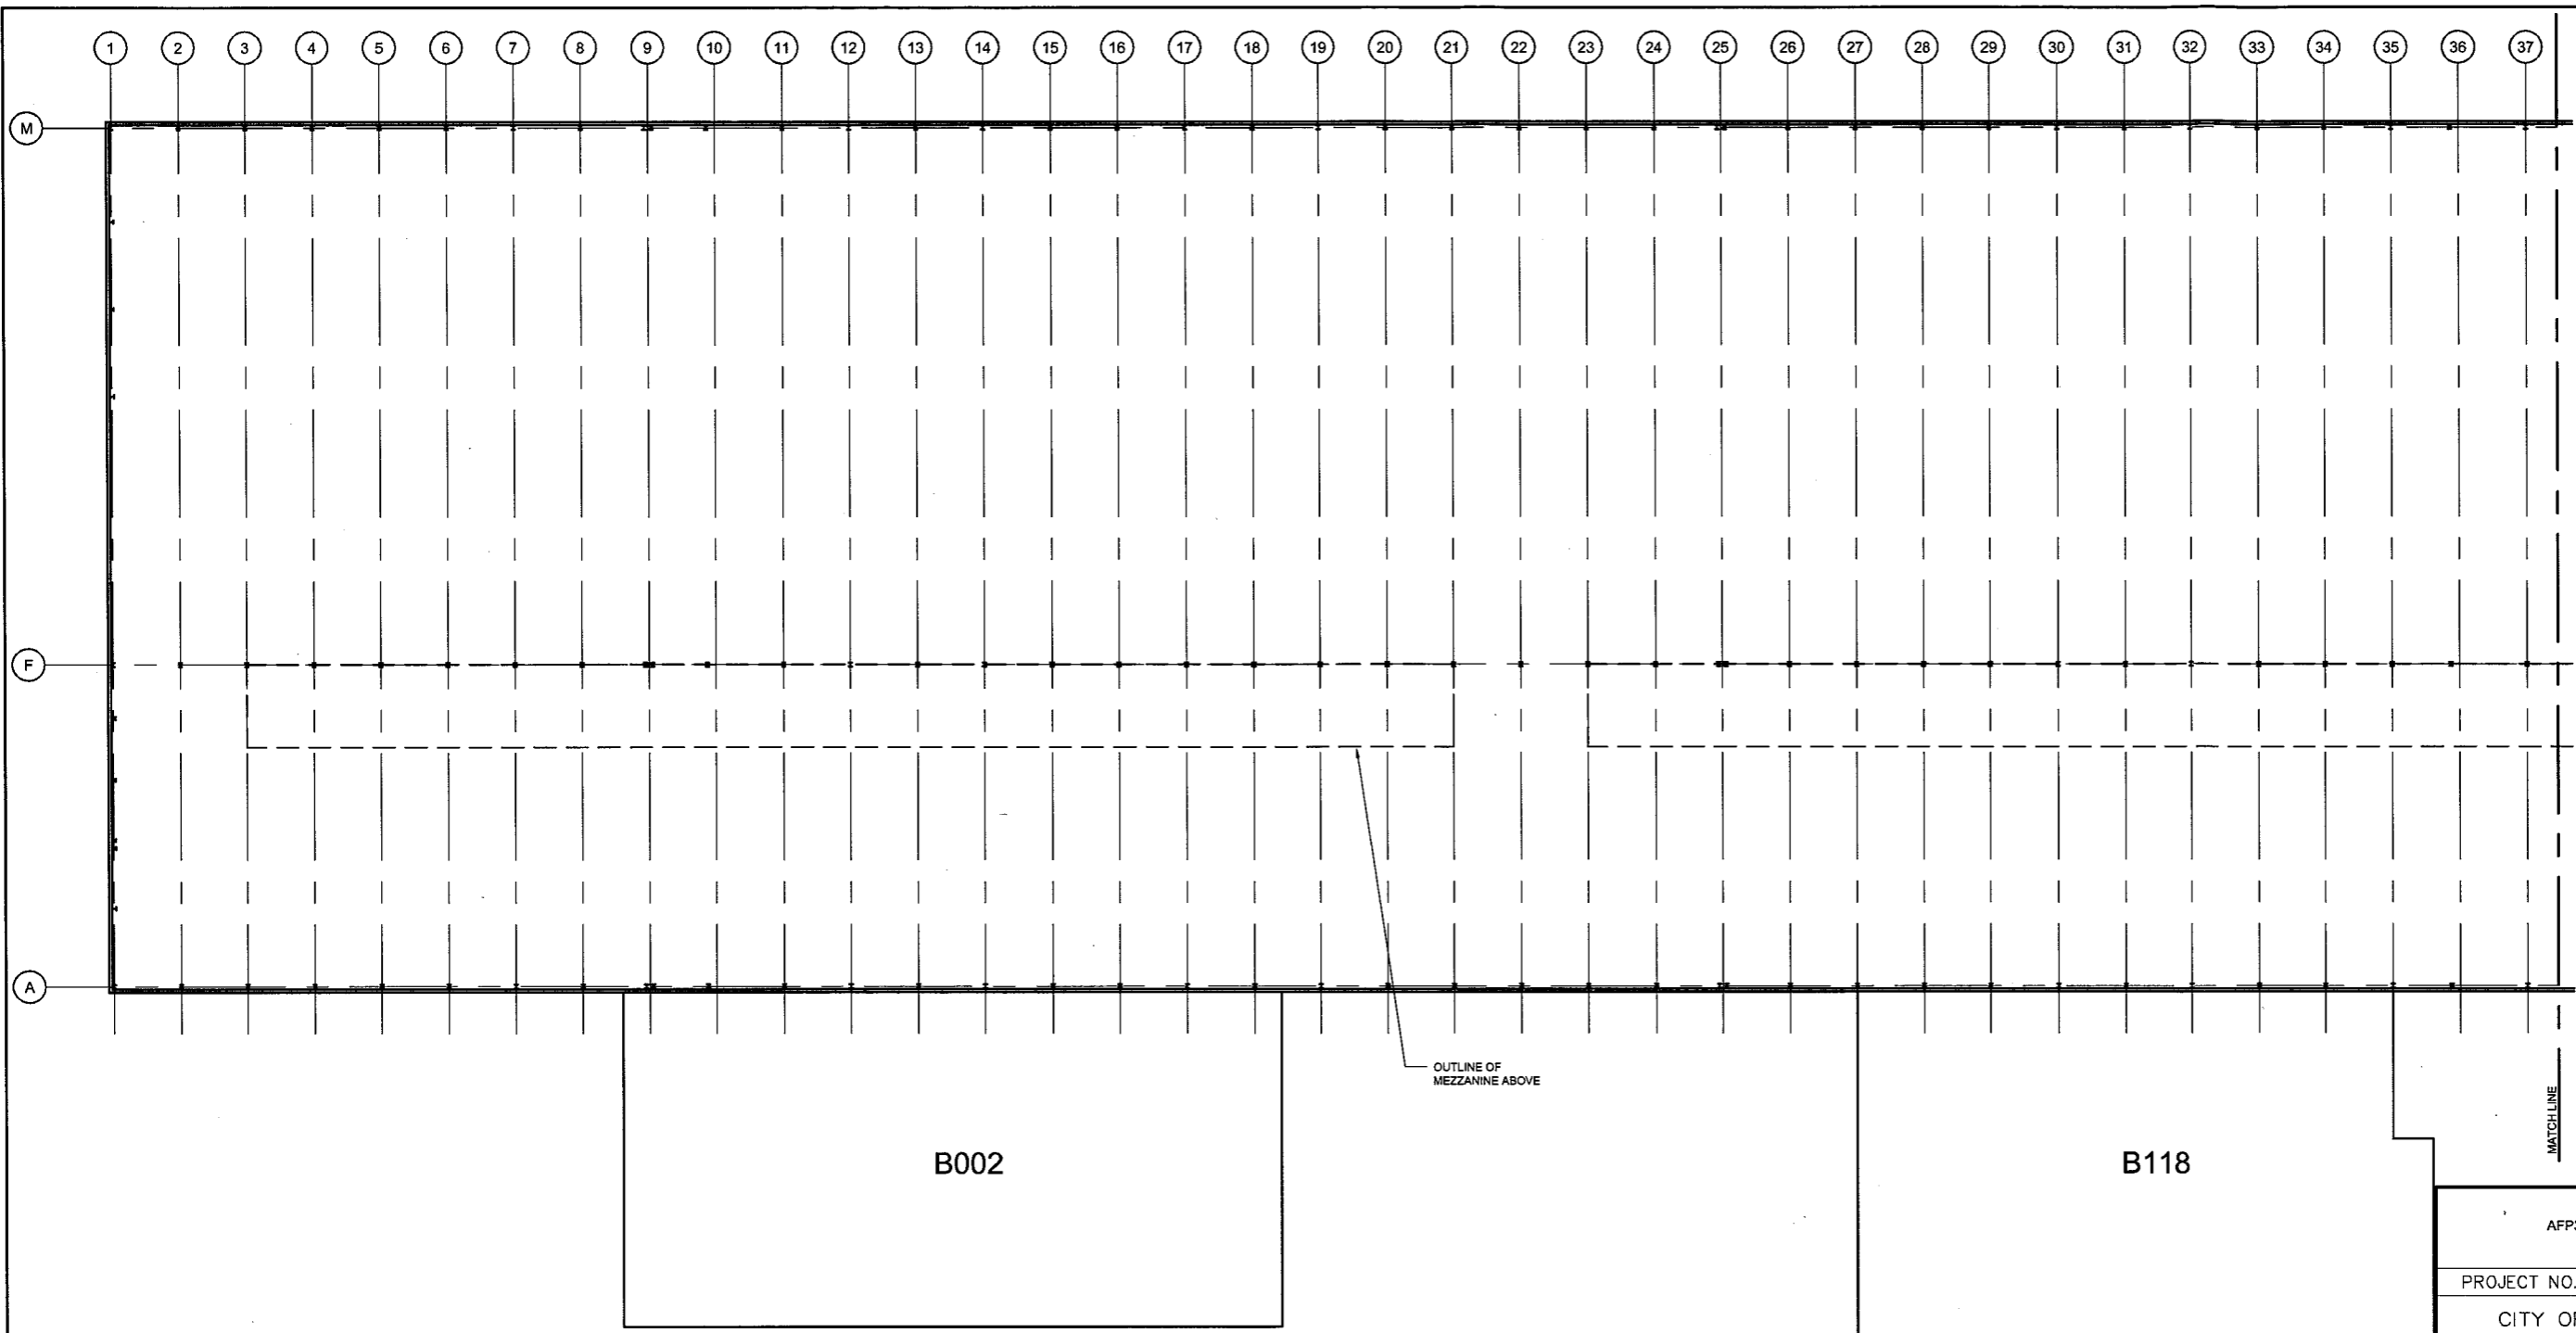 1 2 3 4 5 6 7 8 9 10 11 12 13 14 15 16 17 18 19 20 21 22 23 24 25 26 27 28 29 30 31 32 33 34 35 36 37
M
F
A
OUTLINE OF
MEZZANINE ABOVE
MATCH LINE
B002
B118
PROJECT NO.
CITY